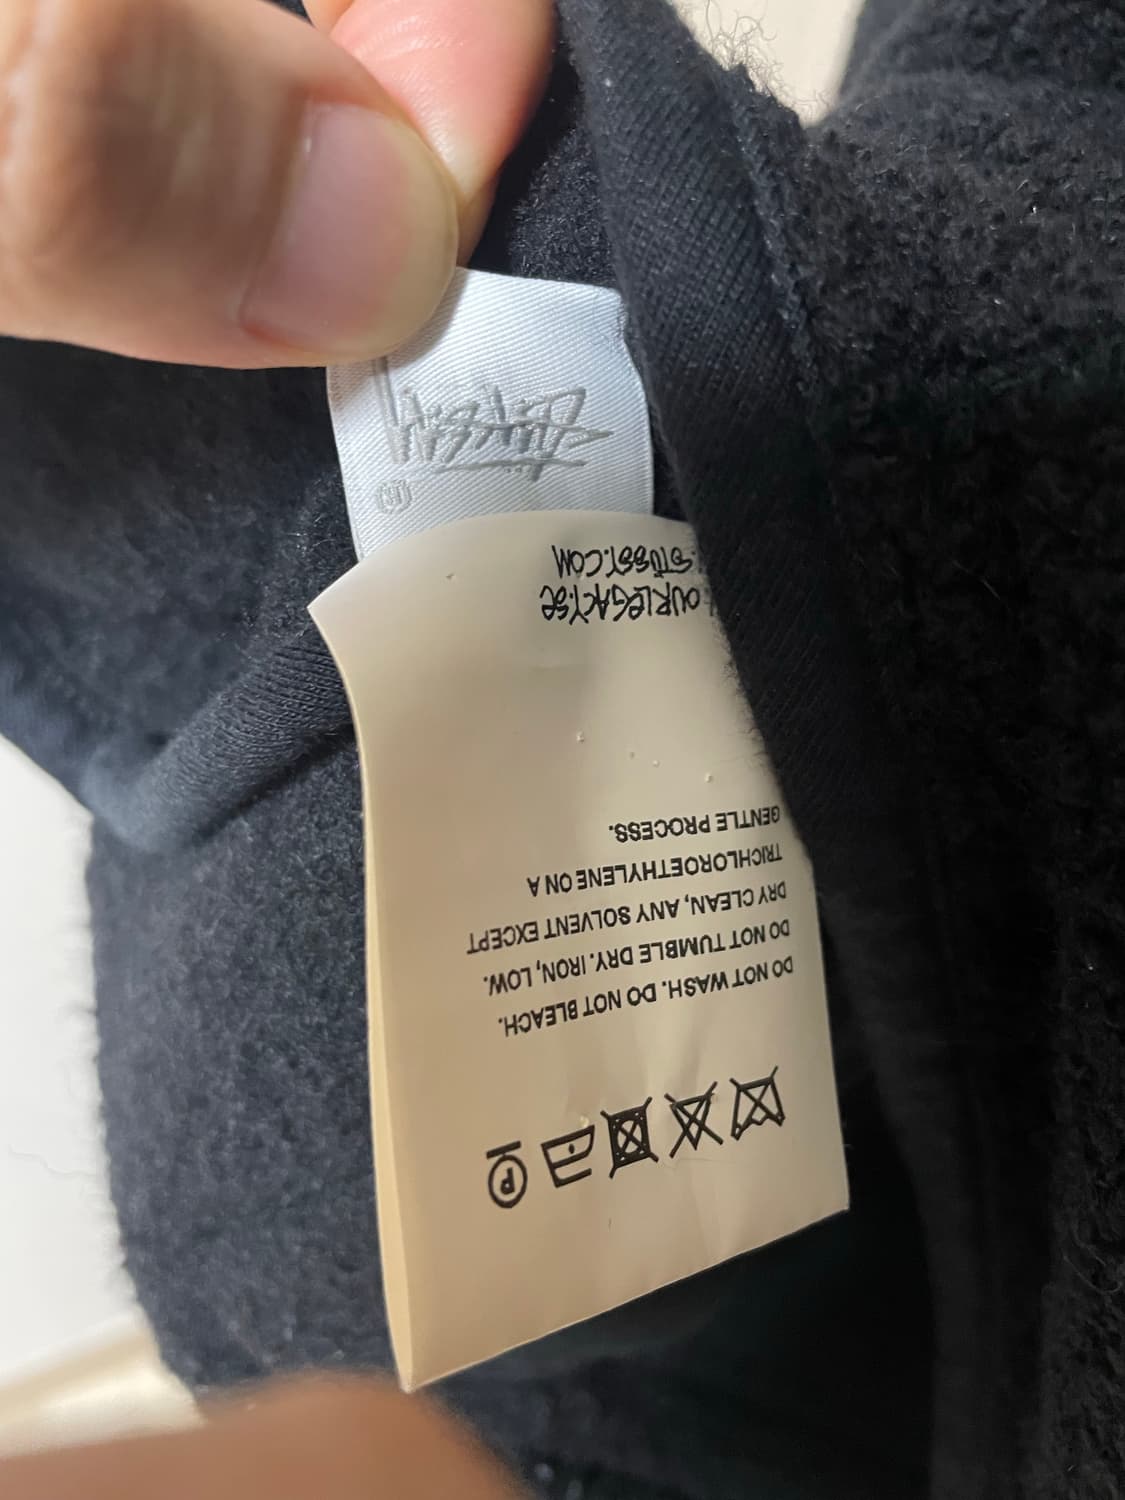 P
DO NOT WASH. DO NOT BLEACH.
DO NOT TUMBLE DRY. IRON, LOW.
DRY CLEAN, ANY SOLVENT EXCEPT
TRICHLOROETHYLENE ON A
GENTLE PROCESS.
.OURLEGACY.SE
.STÜSSY.COM